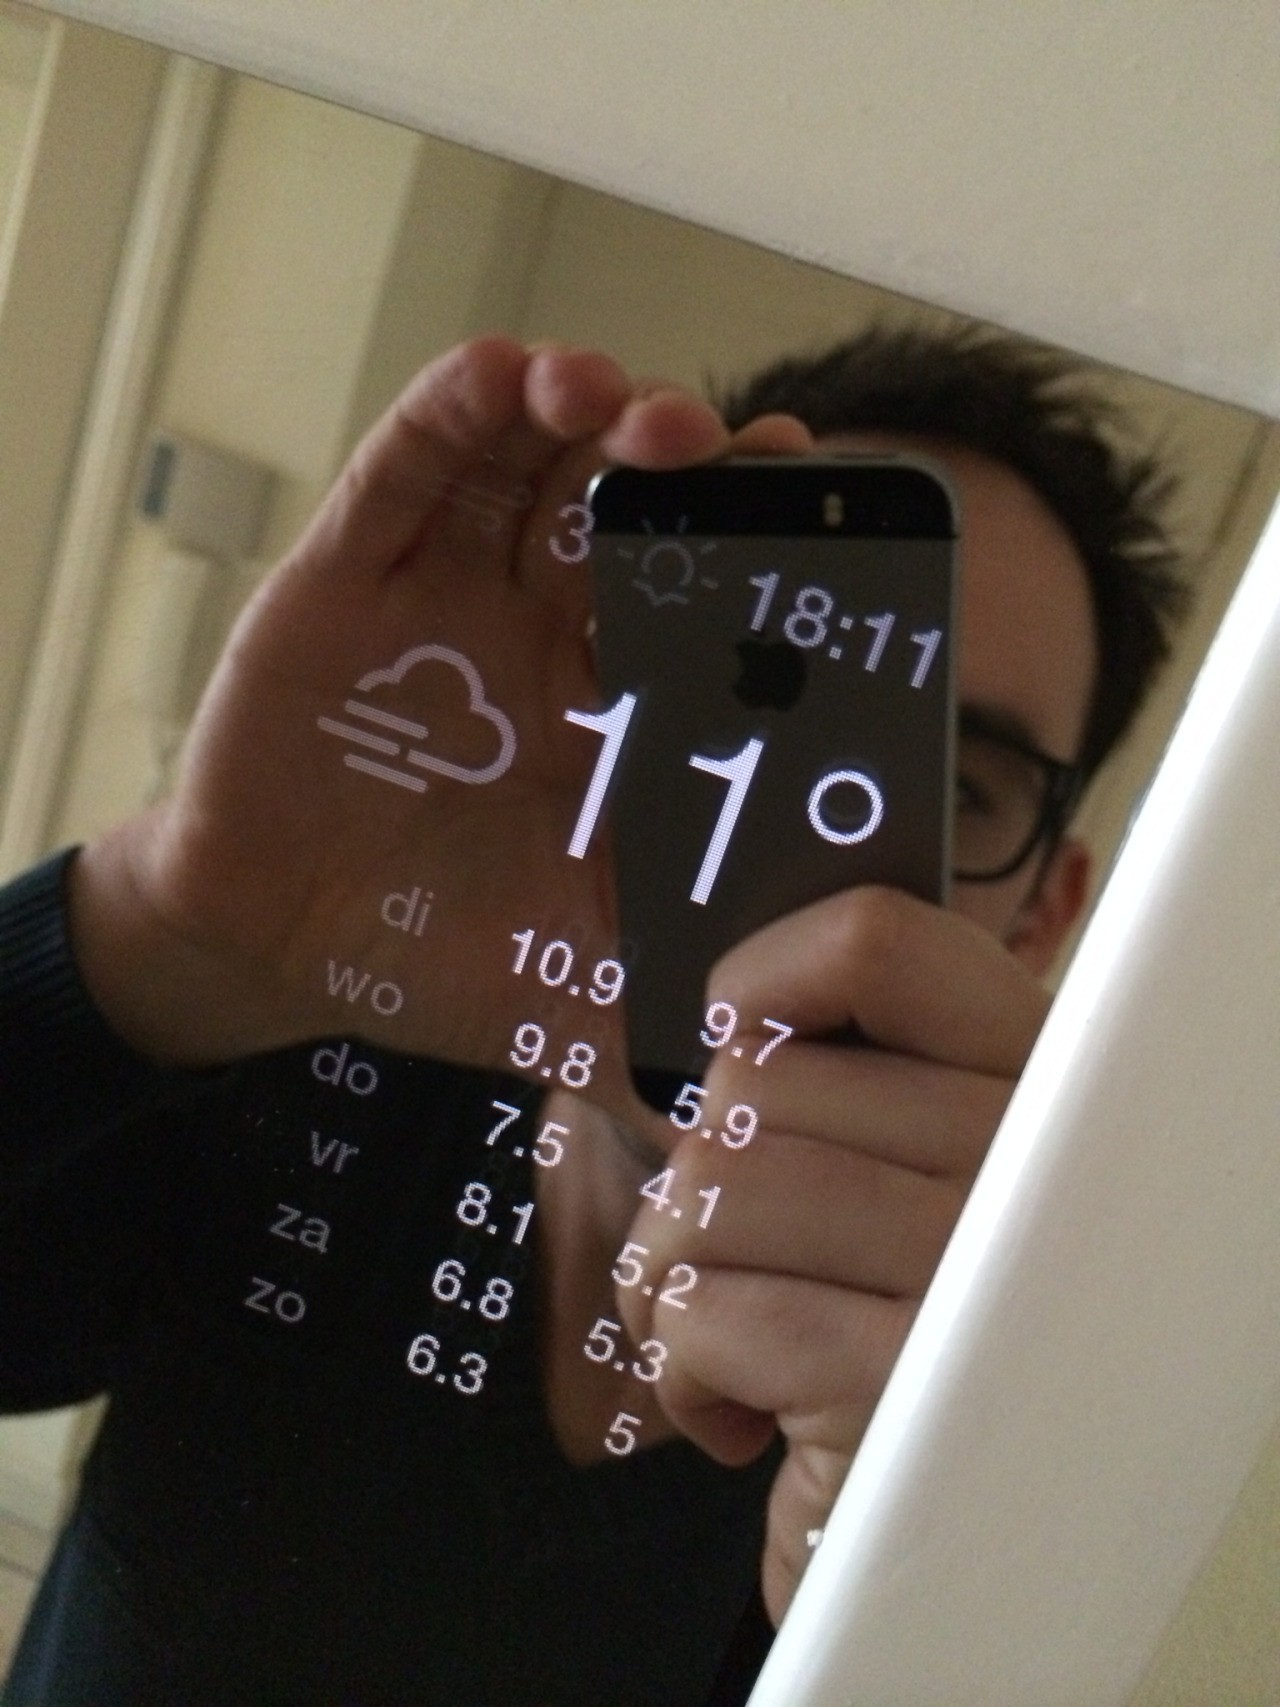 3 18:11
11°
di 10.9 9.7
wo 9.8 5.9
do 7.5 4.1
vr 8.1 5.2
za 6.8 5.3
zo 6.3 5